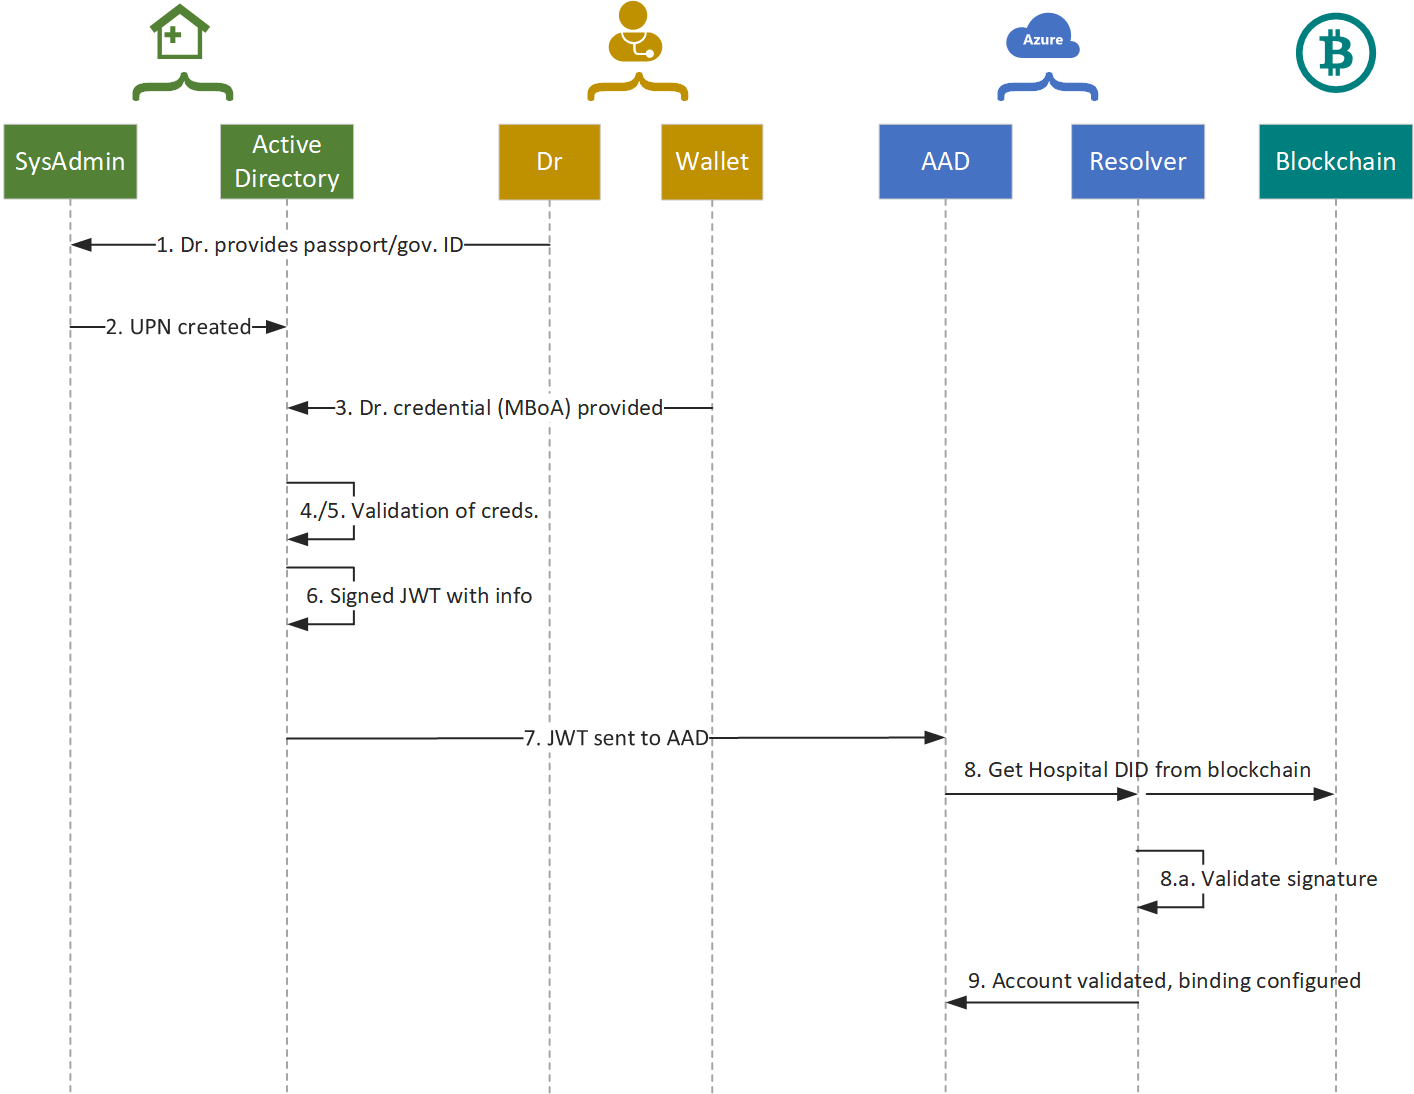 Azure
SysAdmin
Active
Directory
Dr
Wallet
AAD
Resolver
Blockchain
1. Dr. provides passport/gov. ID
2. UPN created
3. Dr. credential (MBoA) provided
4./5. Validation of creds.
6. Signed JWT with info
7. JWT sent to AAD
8. Get Hospital DID from blockchain
8.a. Validate signature
9. Account validated, binding configured